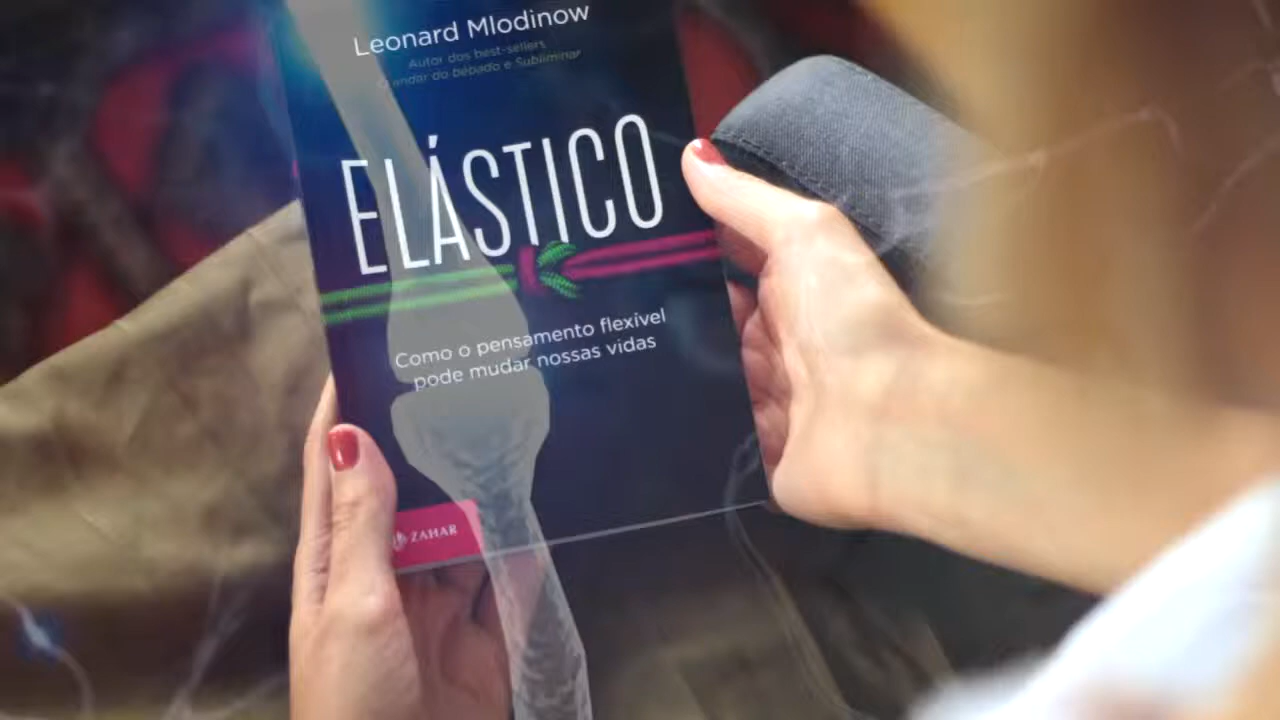 Leonard Mlodinow
Autor dos best-sellers
O andar do bêbado e Subliminar
ELÁSTICO
Como o pensamento flexível
pode mudar nossas vidas
ZAHAR